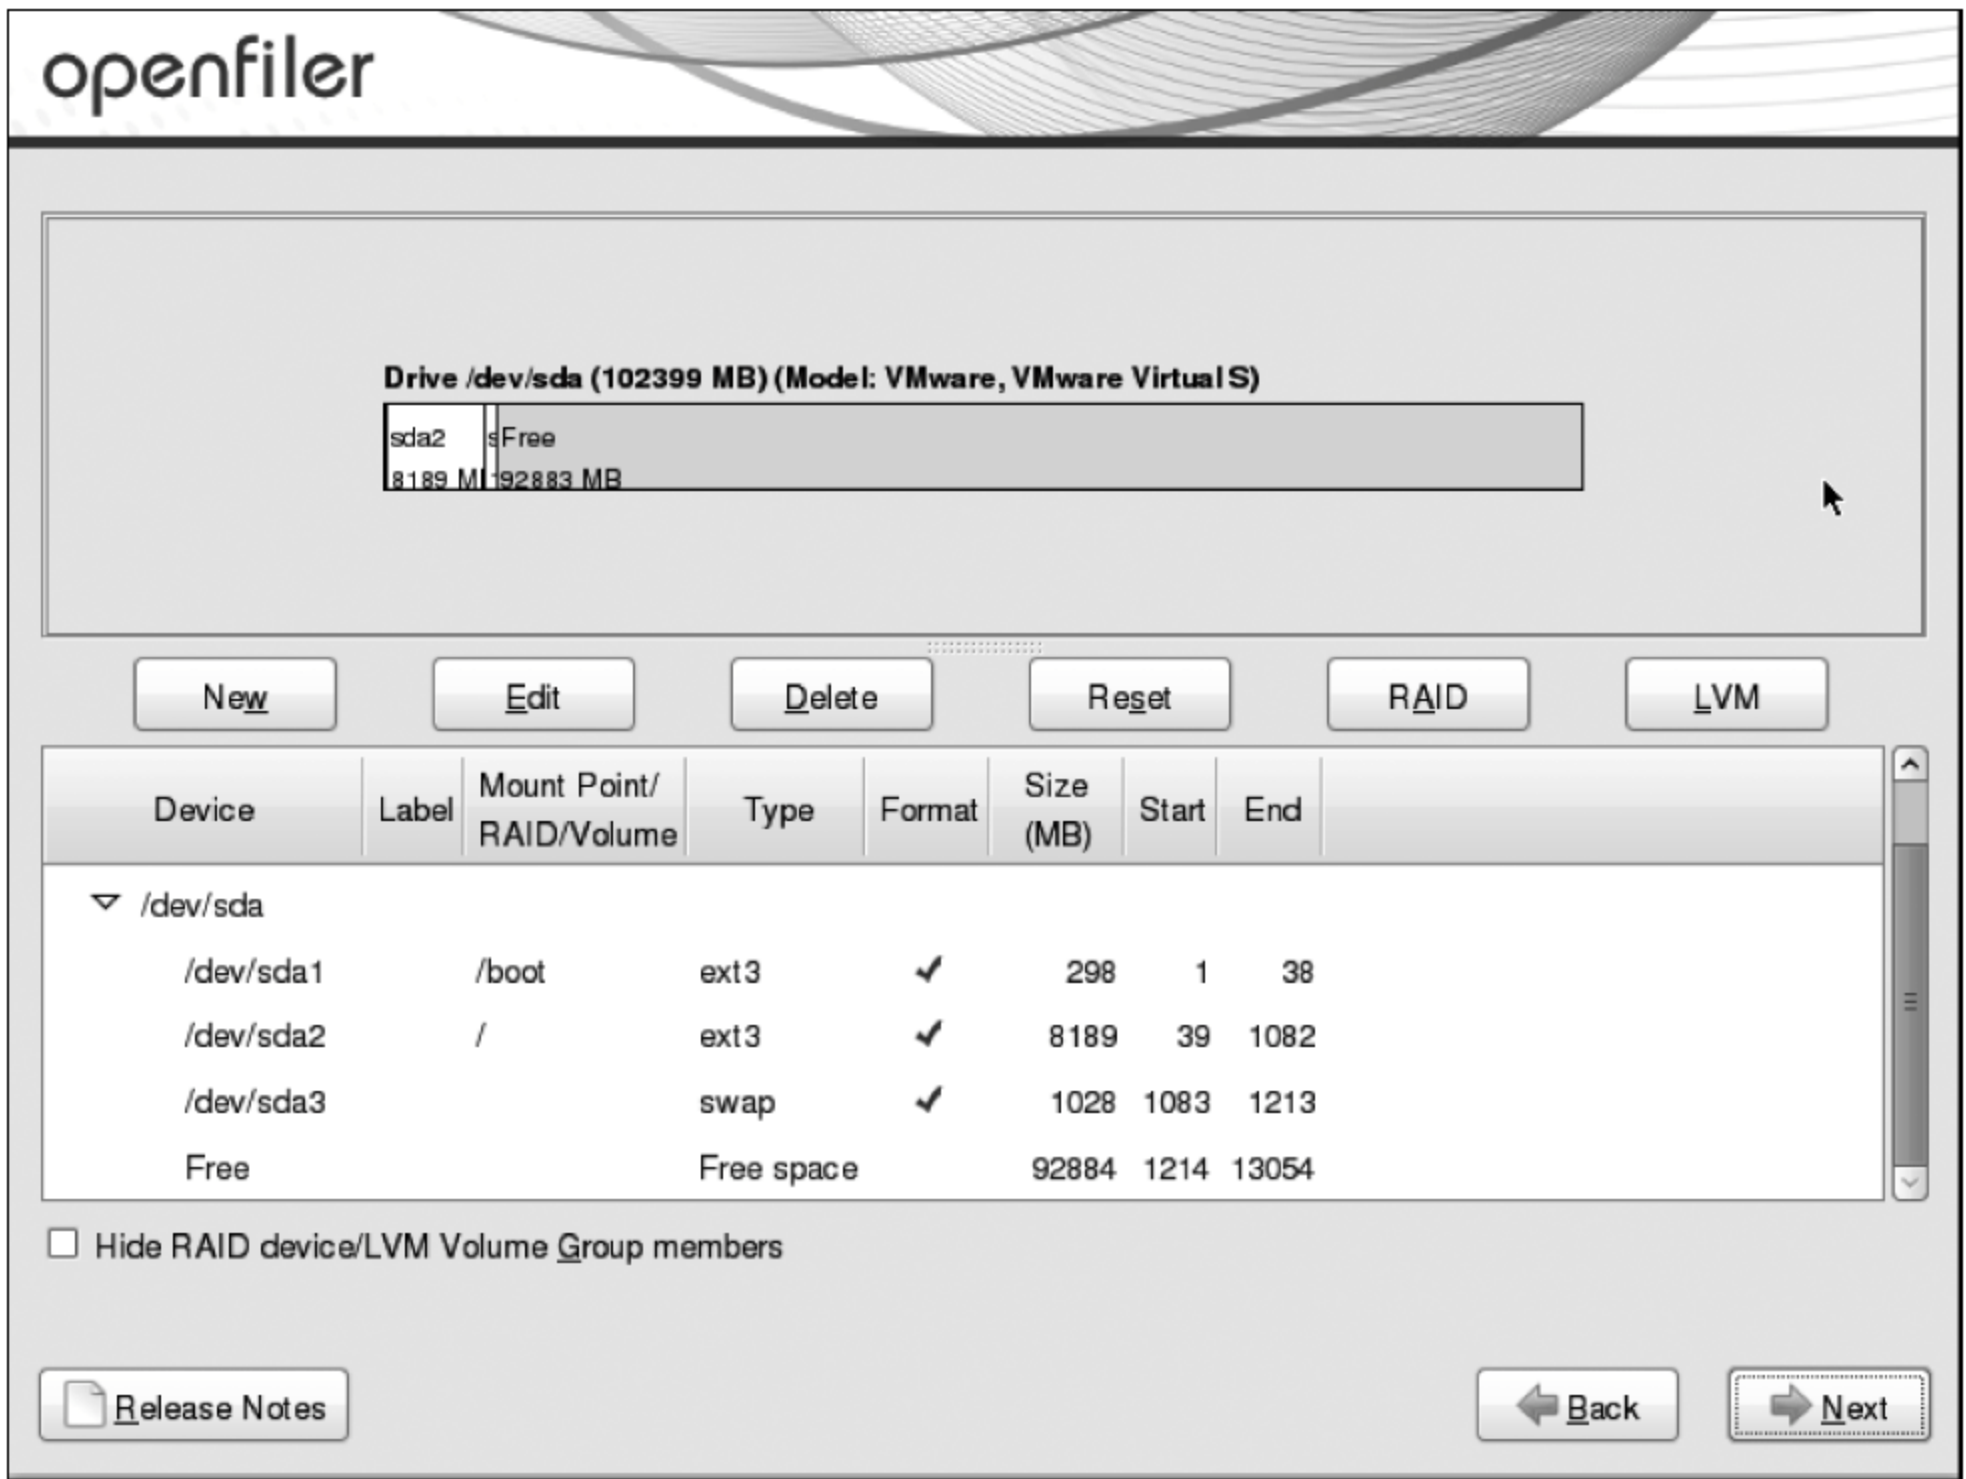 openfiler
Drive /dev/sda (102399 MB) (Model: VMware, VMware Virtual S)
sda2 s Free
8189 M 92883 MB
New Edit Delete Reset RAID LVM
Device Label Mount Point/ RAID/Volume Type Format Size (MB) Start End
/dev/sda
/dev/sda1 /boot ext3 298 1 38
/dev/sda2 / ext3 8189 39 1082
/dev/sda3 swap 1028 1083 1213
Free Free space 92884 1214 13054
Hide RAID device/LVM Volume Group members
Release Notes Back Next